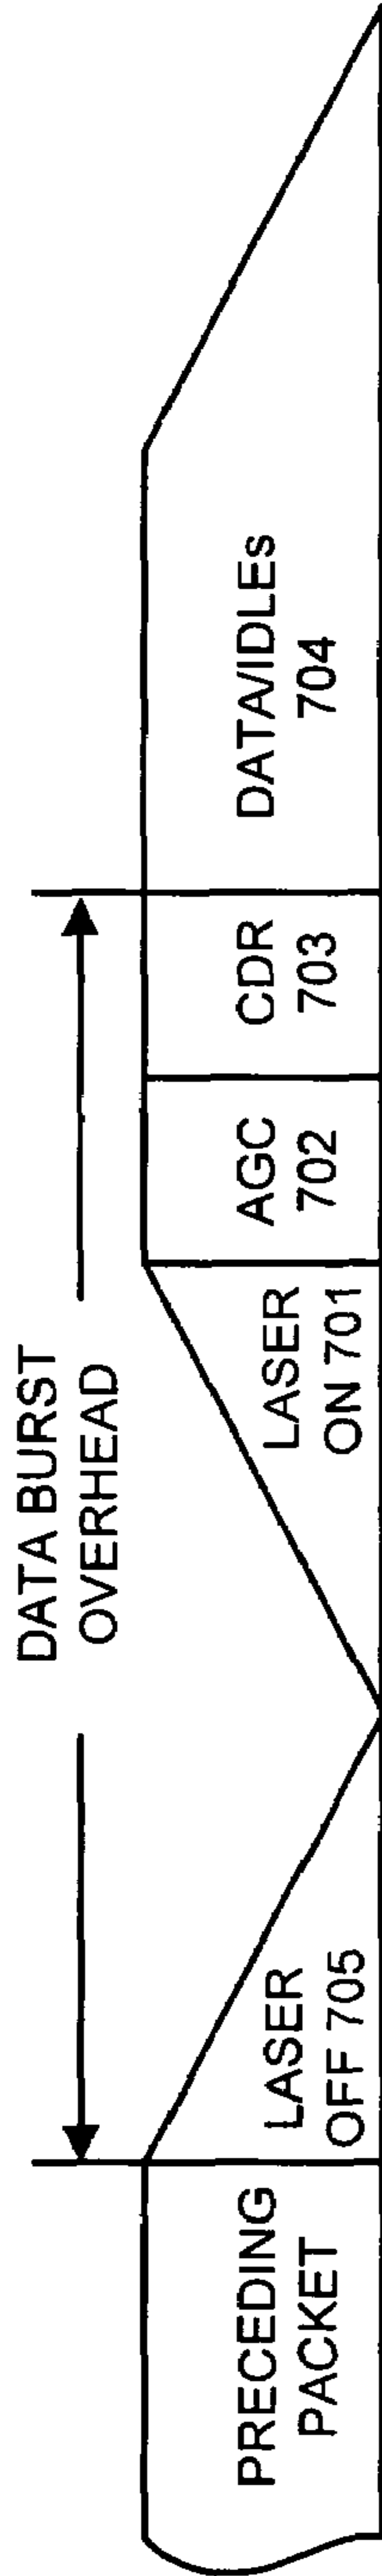 DATA BURST
OVERHEAD
PRECEDING
PACKET
LASER
OFF 705
LASER
ON 701
AGC
702
CDR
703
DATA/IDLEs
704